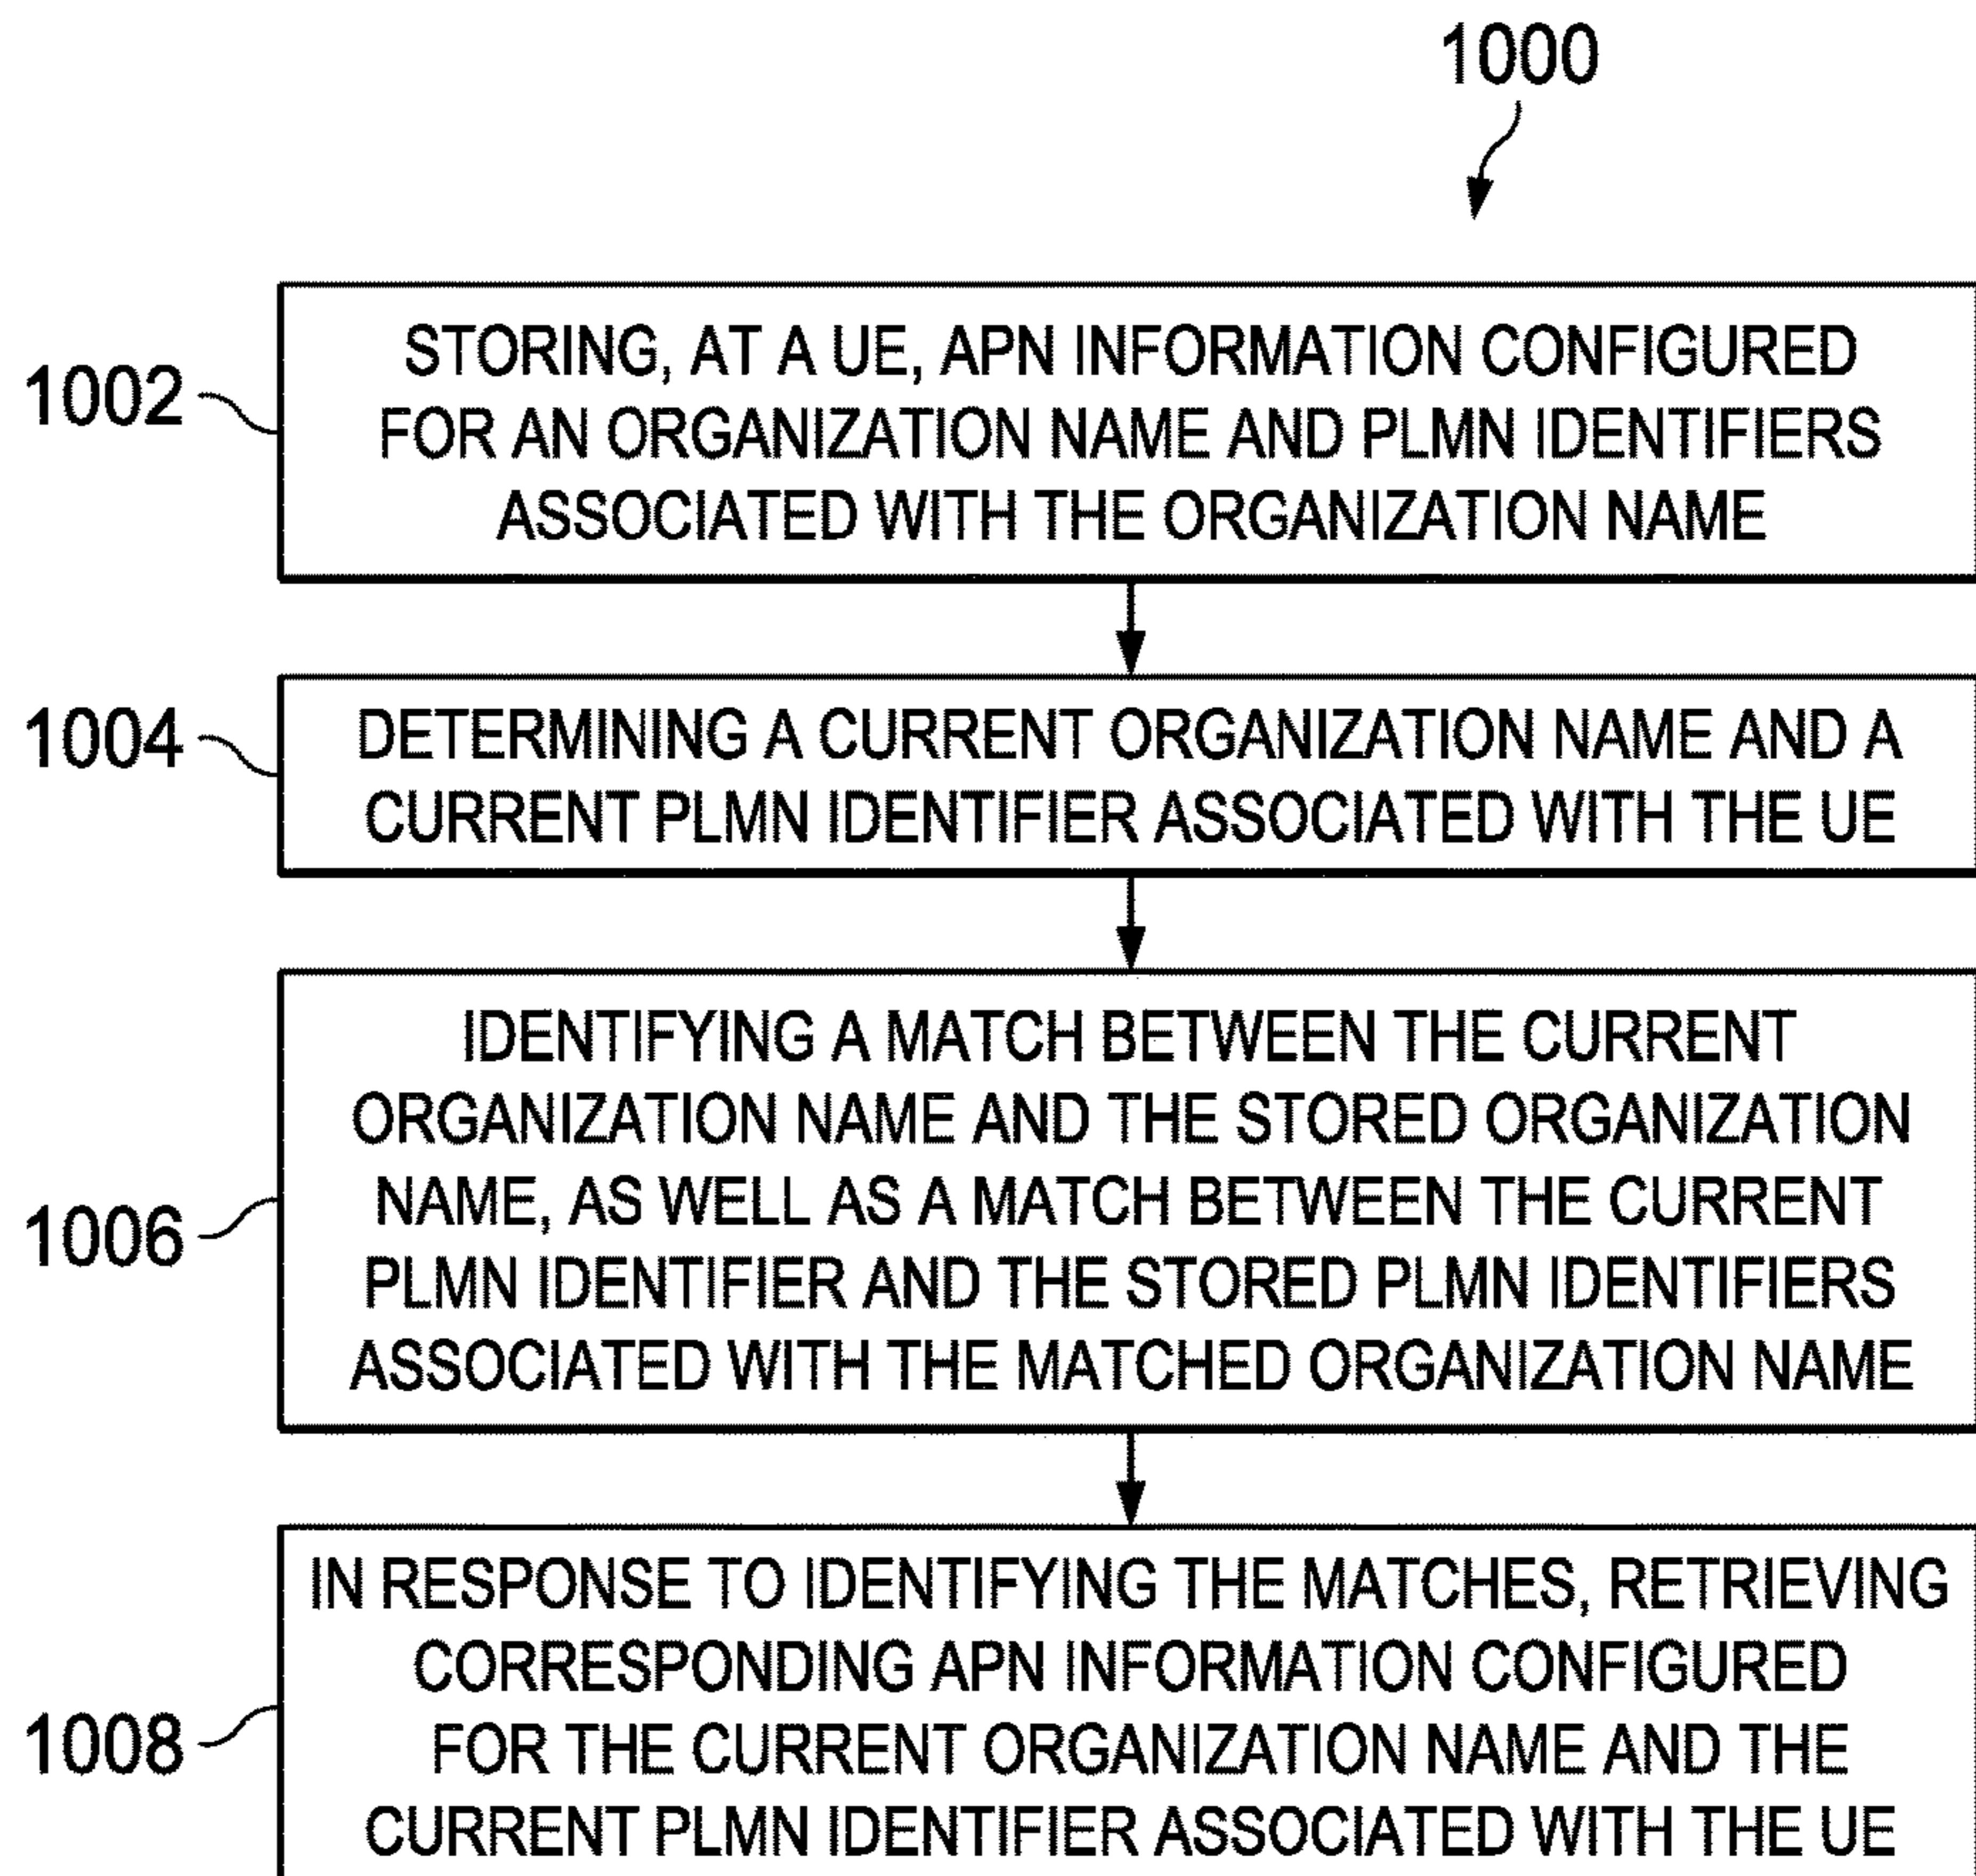 1000
1002
STORING, AT A UE, APN INFORMATION CONFIGURED
FOR AN ORGANIZATION NAME AND PLMN IDENTIFIERS
ASSOCIATED WITH THE ORGANIZATION NAME
1004
DETERMINING A CURRENT ORGANIZATION NAME AND A
CURRENT PLMN IDENTIFIER ASSOCIATED WITH THE UE
1006
IDENTIFYING A MATCH BETWEEN THE CURRENT
ORGANIZATION NAME AND THE STORED ORGANIZATION
NAME, AS WELL AS A MATCH BETWEEN THE CURRENT
PLMN IDENTIFIER AND THE STORED PLMN IDENTIFIERS
ASSOCIATED WITH THE MATCHED ORGANIZATION NAME
1008
IN RESPONSE TO IDENTIFYING THE MATCHES, RETRIEVING
CORRESPONDING APN INFORMATION CONFIGURED
FOR THE CURRENT ORGANIZATION NAME AND THE
CURRENT PLMN IDENTIFIER ASSOCIATED WITH THE UE